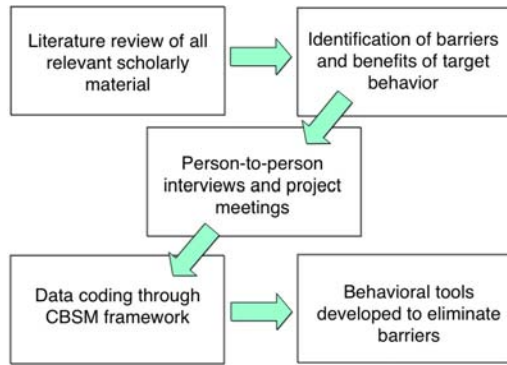 Literature review of all
relevant scholarly
material
Identification of barriers
and benefits of target
behavior
Person-to-person
interviews and project
meetings
Data coding through
CBSM framework
Behavioral tools
developed to eliminate
barriers